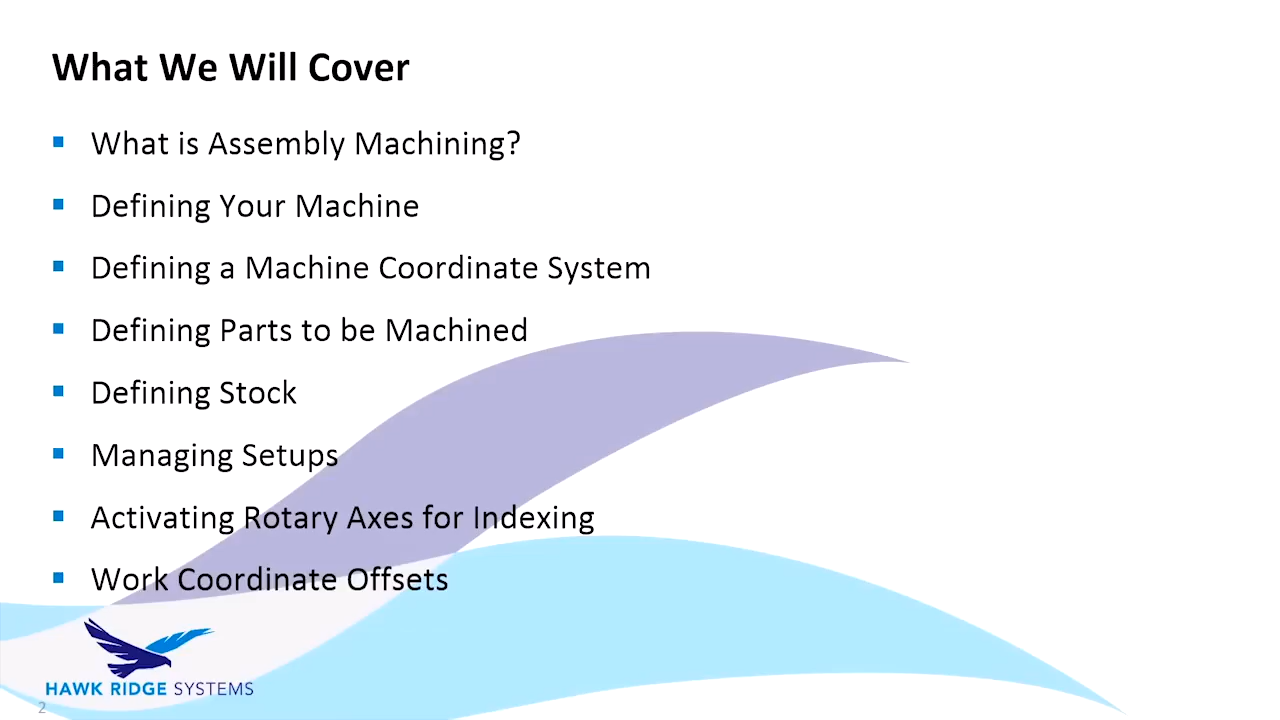 What We Will Cover
What is Assembly Machining?
Defining Your Machine
Defining a Machine Coordinate System
Defining Parts to be Machined
Defining Stock
Managing Setups
Activating Rotary Axes for Indexing
Work Coordinate Offsets
HAWK RIDGE SYSTEMS
2